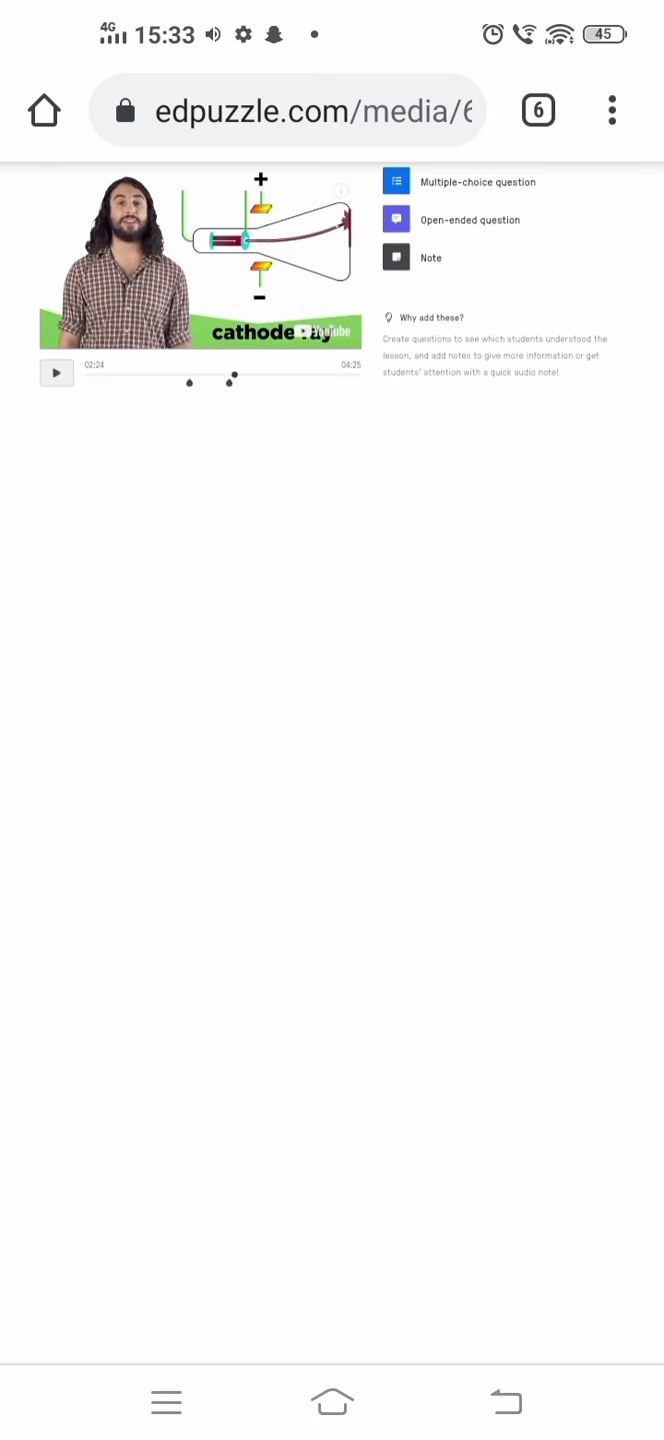 4G 15:33 45
edpuzzle.com/media/6
6
+
−
cathode ray
YouTube
02:24
04:25
Multiple-choice question
Open-ended question
Note
Why add these?
Create questions to see which students understood the
lesson, and add notes to give more information or get
students' attention with a quick audio note!